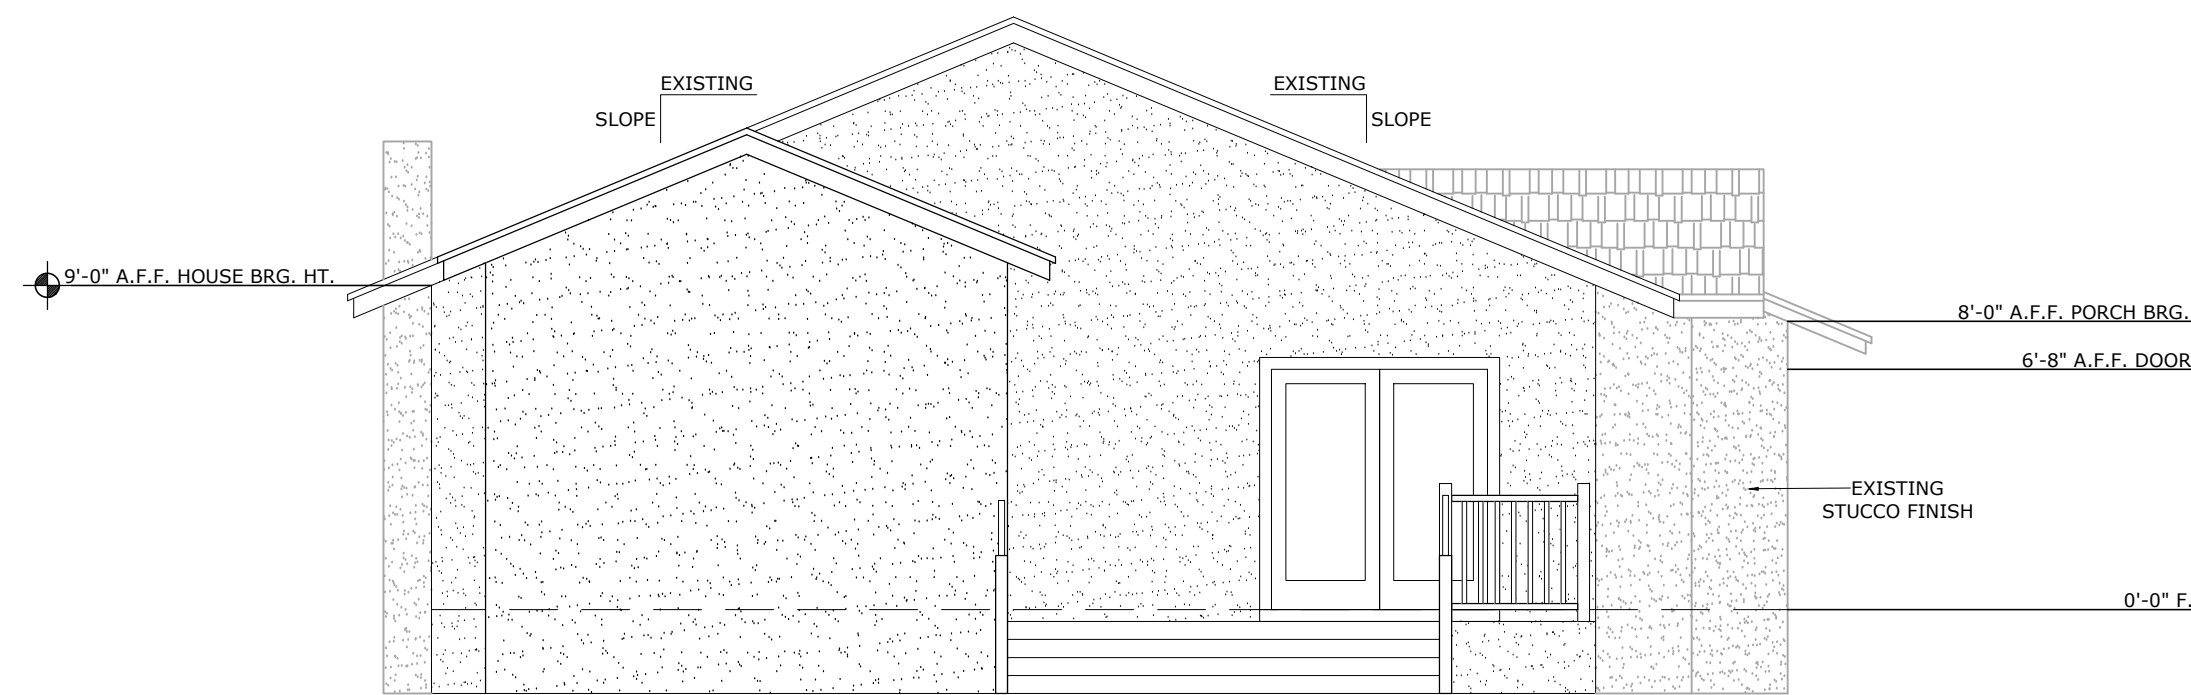 EXISTING
SLOPE
EXISTING
SLOPE
9'-0" A.F.F. HOUSE BRG. HT.
8'-0" A.F.F. PORCH BRG.
6'-8" A.F.F. DOOR
EXISTING
STUCCO FINISH
0'-0" F.